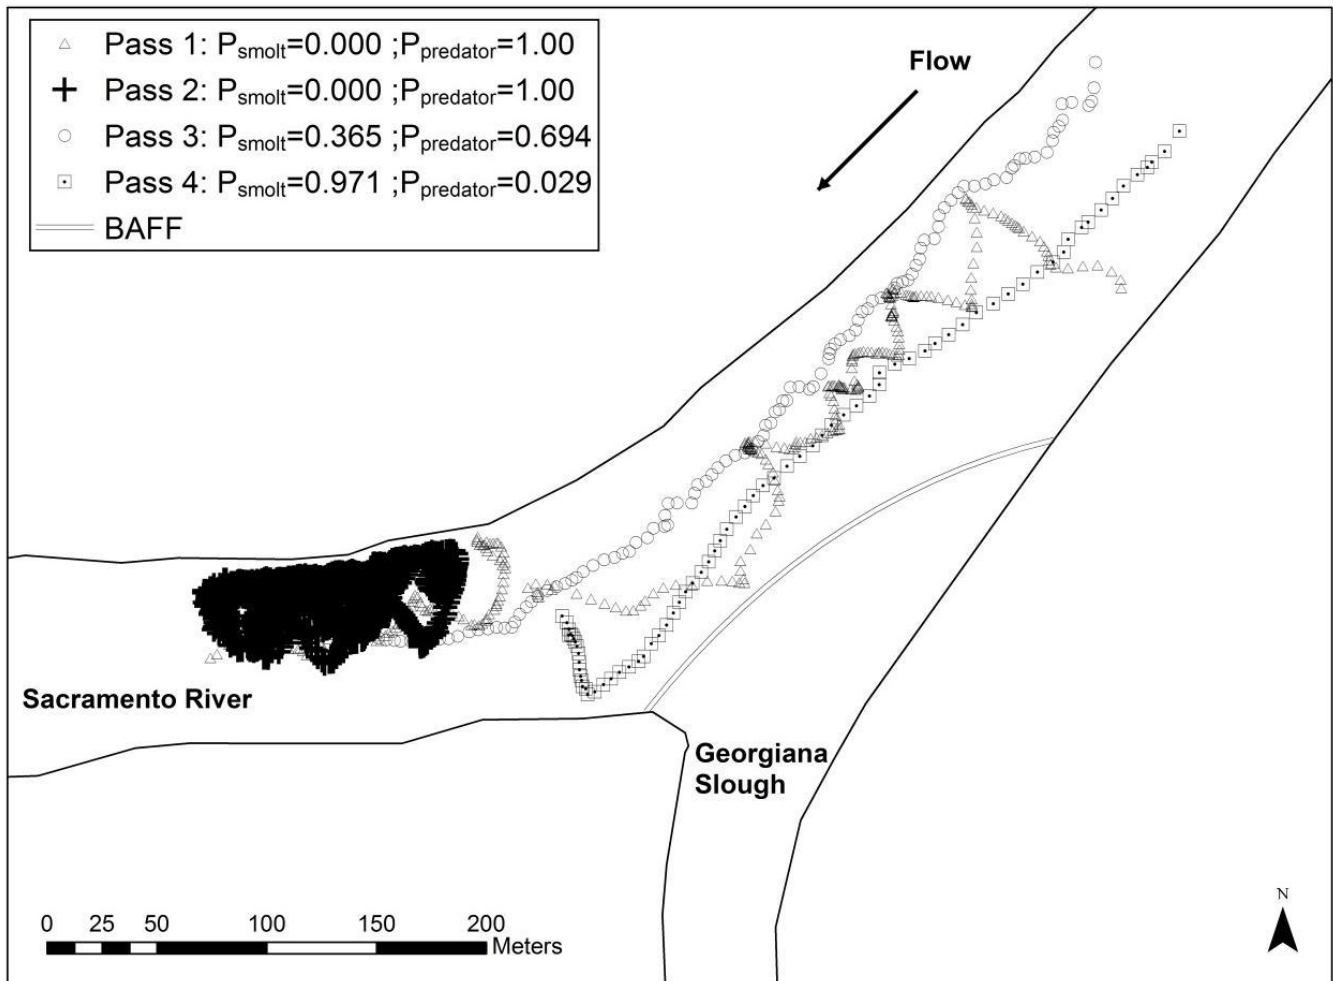 Pass 1: Psmolt=0.000 ;Ppredator=1.00
Pass 2: Psmolt=0.000 ;Ppredator=1.00
Pass 3: Psmolt=0.365 ;Ppredator=0.694
Pass 4: Psmolt=0.971 ;Ppredator=0.029
BAFF
Flow
Sacramento River
Georgiana
Slough
0 25 50 100 150 200
Meters
N